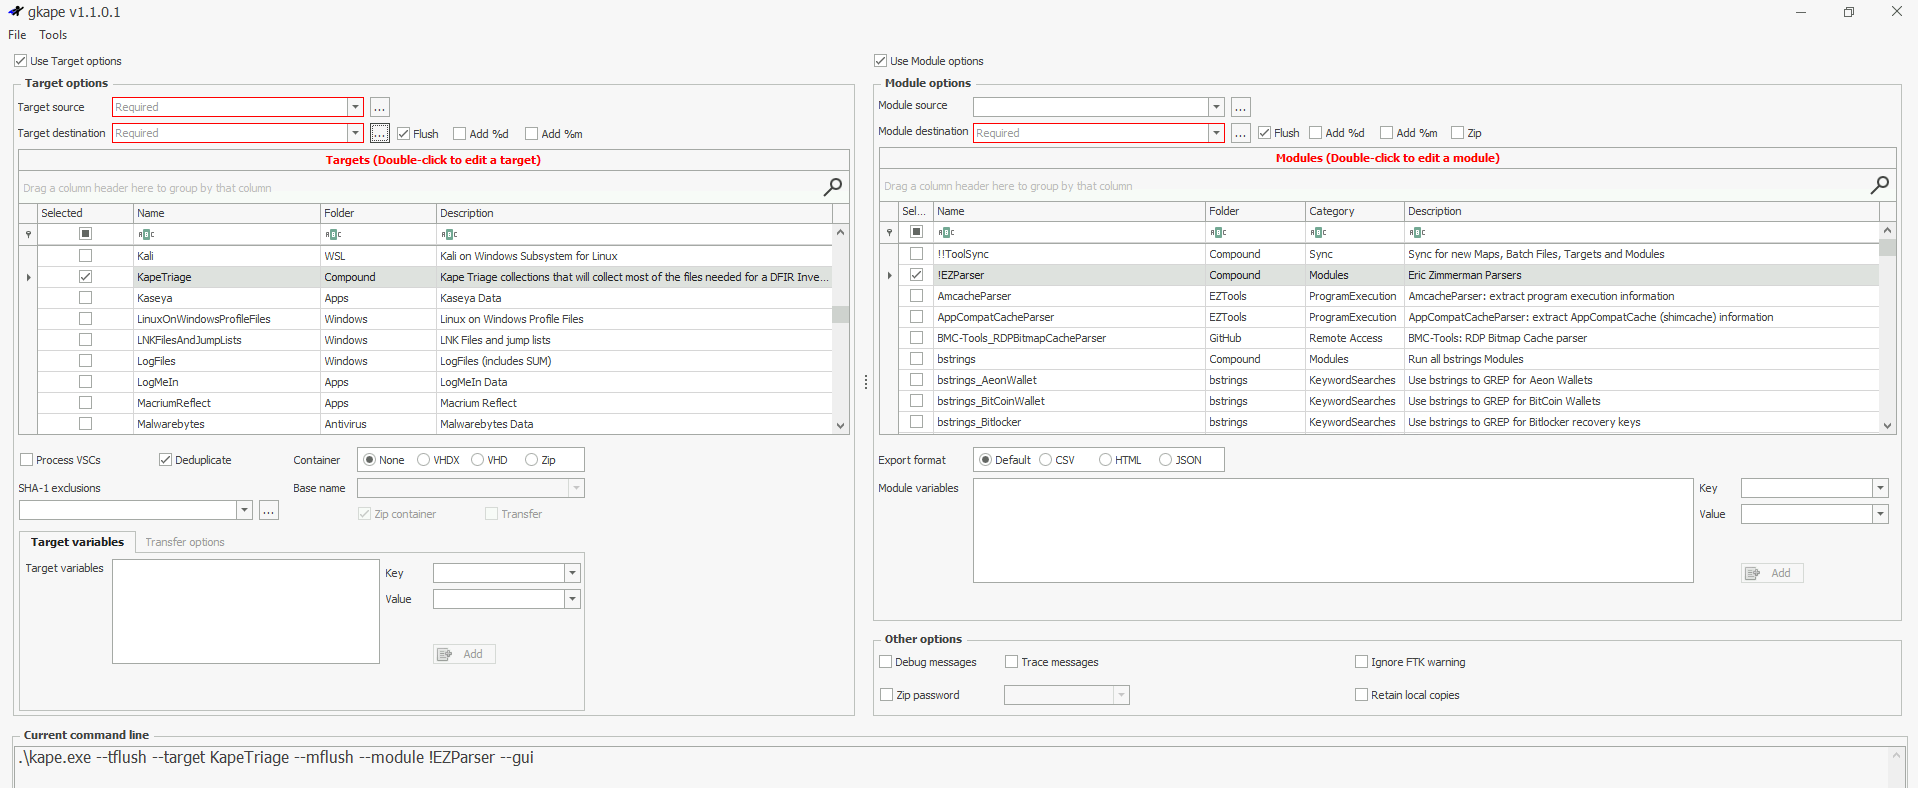 gkape v1.1.0.1
File Tools
Use Target options
Target options
Target source Required ...
Target destination Required ... Flush Add %d Add %m
Targets (Double-click to edit a target)
Drag a column header here to group by that column
Selected Name Folder Description
Kali WSL Kali on Windows Subsystem for Linux
KapeTriage Compound Kape Triage collections that will collect most of the files needed for a DFIR Inve...
Kaseya Apps Kaseya Data
LinuxOnWindowsProfileFiles Windows Linux on Windows Profile Files
LNKFilesAndJumpLists Windows LNK Files and jump lists
LogFiles Windows LogFiles (includes SUM)
LogMeIn Apps LogMeIn Data
MacriumReflect Apps Macrium Reflect
Malwarebytes Antivirus Malwarebytes Data
Process VSCs Deduplicate Container None VHDX VHD Zip
SHA-1 exclusions Base name
... Zip container Transfer
Target variables Transfer options
Target variables Key
Value
Add
Use Module options
Module options
Module source ...
Module destination Required ... Flush Add %d Add %m Zip
Modules (Double-click to edit a module)
Drag a column header here to group by that column
Sel... Name Folder Category Description
!!ToolSync Compound Sync Sync for new Maps, Batch Files, Targets and Modules
!EZParser Compound Modules Eric Zimmerman Parsers
AmcacheParser EZTools ProgramExecution AmcacheParser: extract program execution information
AppCompatCacheParser EZTools ProgramExecution AppCompatCacheParser: extract AppCompatCache (shimcache) information
BMC-Tools_RDPBitmapCacheParser GitHub Remote Access BMC-Tools: RDP Bitmap Cache parser
bstrings Compound Modules Run all bstrings Modules
bstrings_AeonWallet bstrings KeywordSearches Use bstrings to GREP for Aeon Wallets
bstrings_BitCoinWallet bstrings KeywordSearches Use bstrings to GREP for BitCoin Wallets
bstrings_Bitlocker bstrings KeywordSearches Use bstrings to GREP for Bitlocker recovery keys
Export format Default CSV HTML JSON
Module variables Key
Value
Add
Other options
Debug messages Trace messages Ignore FTK warning
Zip password Retain local copies
Current command line
.\kape.exe --tflush --target KapeTriage --mflush --module !EZParser --gui